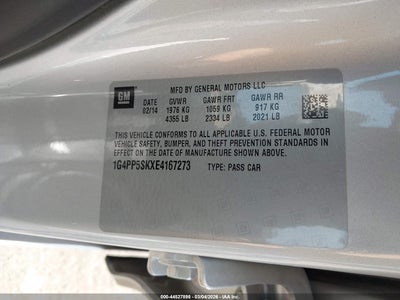 MFD BY GENERAL MOTORS LLC
GM
DATE GVWR GAWR FRT GAWR RR
02/14 1976 KG 1059 KG 917 KG
4355 LB 2334 LB 2021 LB
THIS VEHICLE CONFORMS TO ALL APPLICABLE U.S. FEDERAL MOTOR
VEHICLE SAFETY, BUMPER, AND THEFT PREVENTION STANDARDS IN
EFFECT ON THE DATE OF MANUFACTURE SHOWN ABOVE.
1G4PP5SKXE4167273 TYPE: PASS CAR
000-44527898 - 03/04/2026 - IAAI.COM